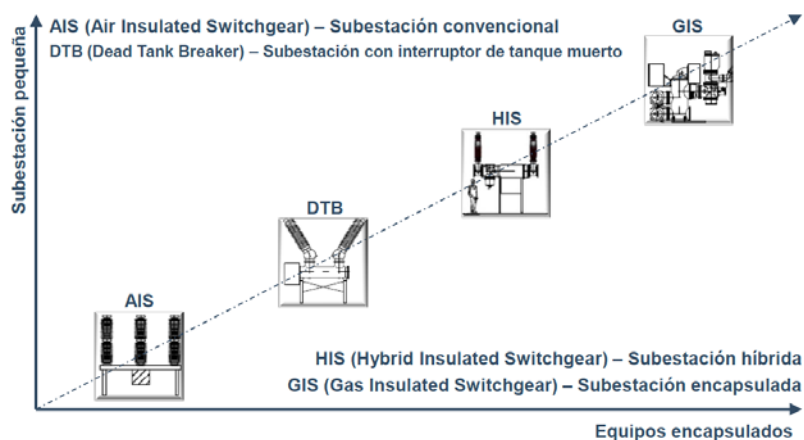 AIS (Air Insulated Switchgear) – Subestación convencional
DTB (Dead Tank Breaker) – Subestación con interruptor de tanque muerto
GIS
HIS
DTB
AIS
Subestación pequeña
HIS (Hybrid Insulated Switchgear) – Subestación híbrida
GIS (Gas Insulated Switchgear) – Subestación encapsulada
Equipos encapsulados